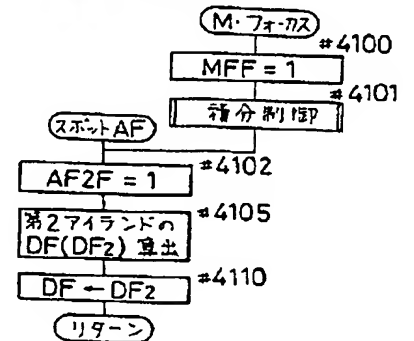 M・フォーカス
#4100
MFF = 1
#4101
積分制御
スポットAF
#4102
AF2F = 1
#4105
第2アイランドの
DF(DF2)算出
#4110
DF ← DF2
リターン